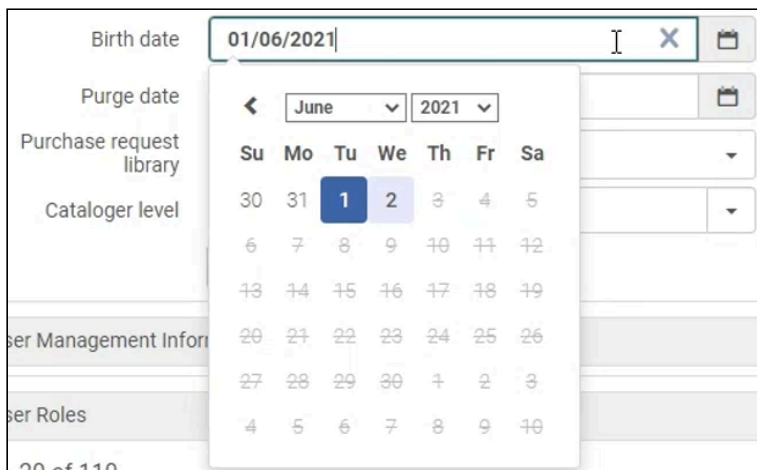 Birth date 01/06/2021
Purge date
June 2021
Purchase request
library
Su Mo Tu We Th Fr Sa
Cataloger level
30 31 1 2 3 4 5
6 7 8 9 10 11 12
13 14 15 16 17 18 19
ser Management Infor
20 21 22 23 24 25 26
27 28 29 30 1 2 3
ser Roles
4 5 6 7 8 9 10
20 of 119